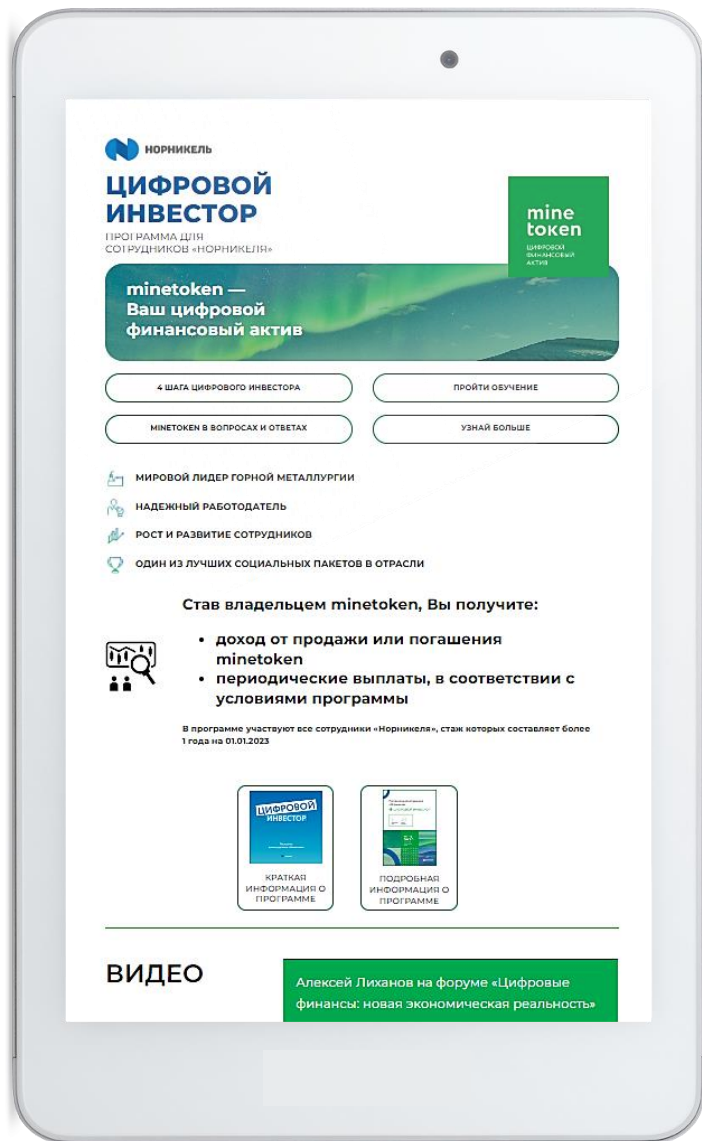 НОРНИКЕЛЬ
ЦИФРОВОЙ
ИНВЕСТОР
ПРОГРАММА ДЛЯ
СОТРУДНИКОВ «НОРНИКЕЛЯ»
mine
token
ЦИФРОВОЙ
ФИНАНСОВЫЙ
АКТИВ
minetoken —
Ваш цифровой
финансовый актив
4 ШАГА ЦИФРОВОГО ИНВЕСТОРА
ПРОЙТИ ОБУЧЕНИЕ
MINETOKEN В ВОПРОСАХ И ОТВЕТАХ
УЗНАЙ БОЛЬШЕ
МИРОВОЙ ЛИДЕР ГОРНОЙ МЕТАЛЛУРГИИ
НАДЕЖНЫЙ РАБОТОДАТЕЛЬ
РОСТ И РАЗВИТИЕ СОТРУДНИКОВ
ОДИН ИЗ ЛУЧШИХ СОЦИАЛЬНЫХ ПАКЕТОВ В ОТРАСЛИ
Став владельцем minetoken, Вы получите:
• доход от продажи или погашения
minetoken
• периодические выплаты, в соответствии с
условиями программы
В программе участвуют все сотрудники «Норникеля», стаж которых составляет более
1 года на 01.01.2023
ЦИФРОВОЙ
ИНВЕСТОР
КРАТКАЯ
ИНФОРМАЦИЯ О
ПРОГРАММЕ
ПОДРОБНАЯ
ИНФОРМАЦИЯ О
ПРОГРАММЕ
ВИДЕО
Алексей Лиханов на форуме «Цифровые
финансы: новая экономическая реальность»